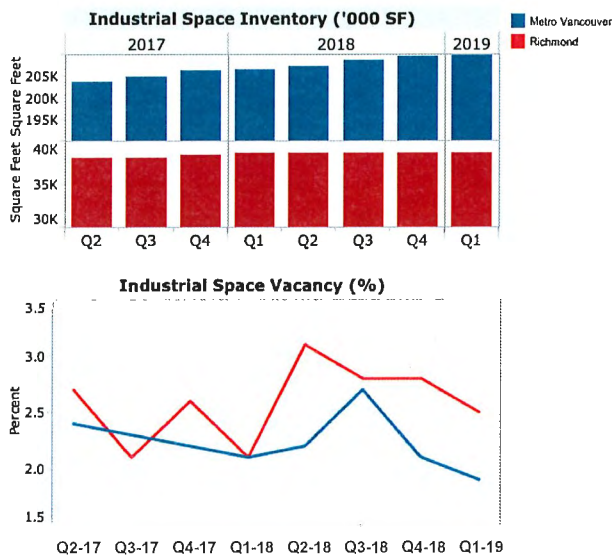 Industrial Space Inventory ('000 SF)
Metro Vancouver
Richmond
2017 2018 2019
Square Feet
205K
200K
195K
Square Feet
40K
35K
30K
Q2 Q3 Q4 Q1 Q2 Q3 Q4 Q1
Industrial Space Vacancy (%)
Percent
3.5
3.0
2.5
2.0
1.5
Q2-17 Q3-17 Q4-17 Q1-18 Q2-18 Q3-18 Q4-18 Q1-19